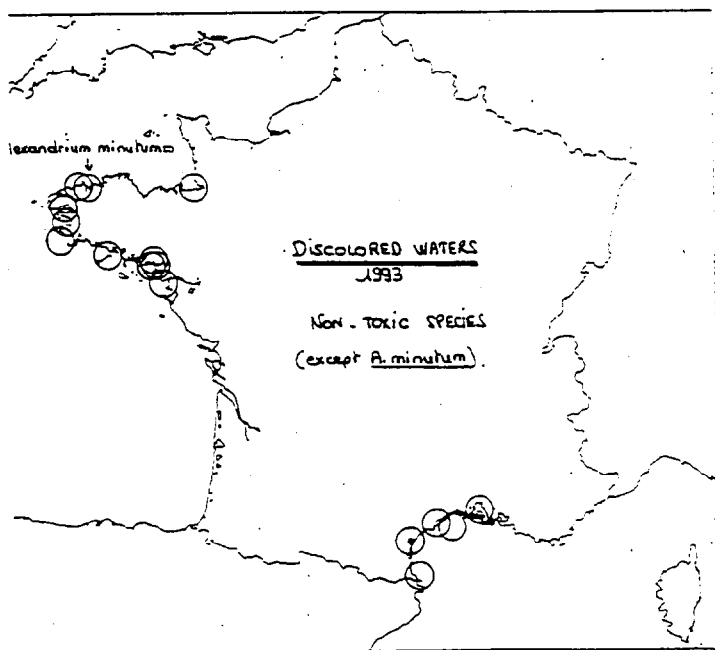 lexandrium minutum
DISCOLORED WATERS
1993
NON-TOXIC SPECIES
(except A. minutum).